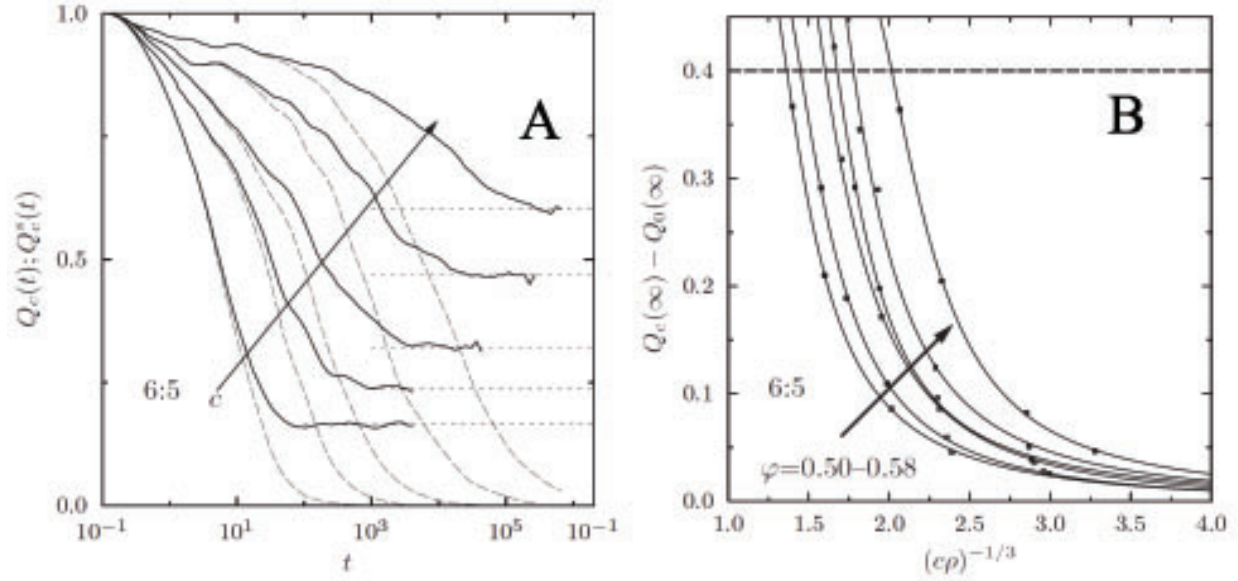 1.0
0.5
0.0
Q_c(t); Q_c^s(t)
A
6:5
c
10^{-1} 10^1 10^3 10^5 10^{-1}
t
0.4
0.3
0.2
0.1
0.0
Q_c(∞) − Q_0(∞)
B
6:5
φ=0.50–0.58
1.0 1.5 2.0 2.5 3.0 3.5 4.0
(cρ)^{-1/3}